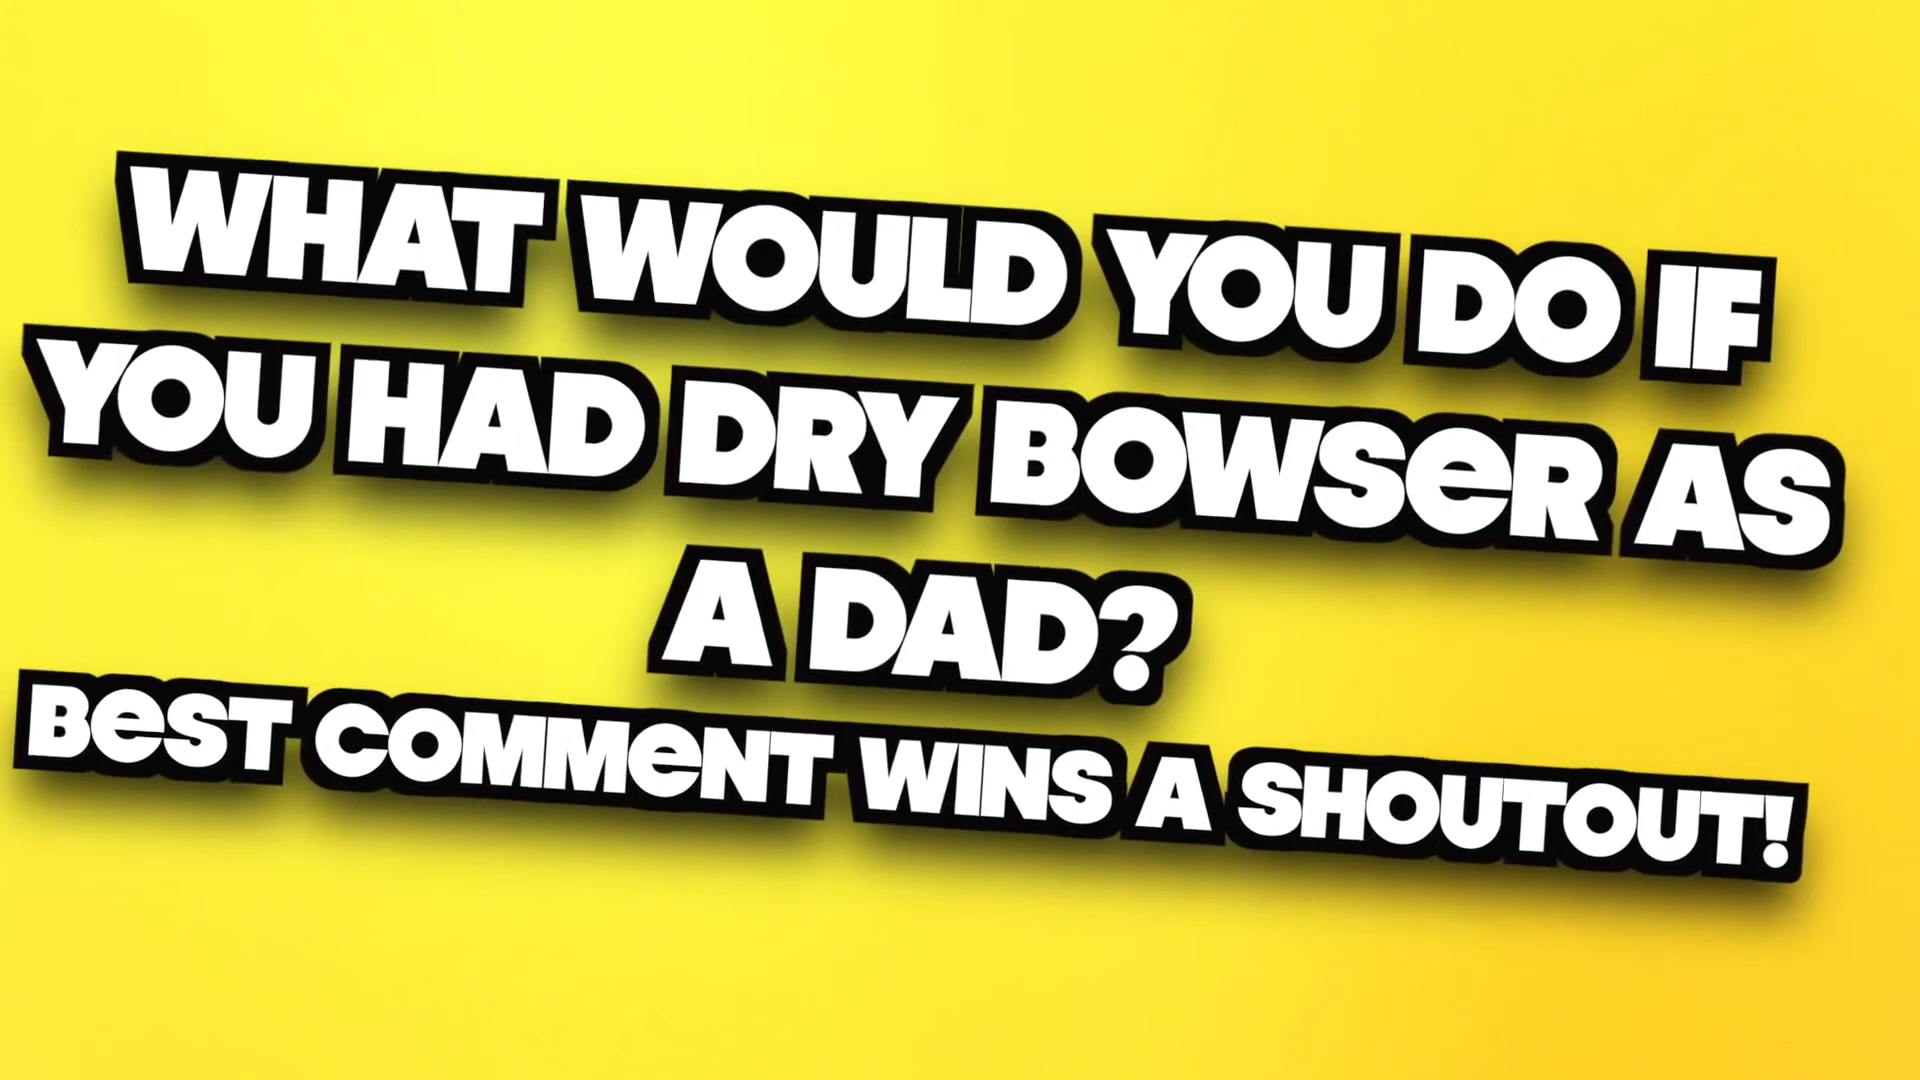 WHAT WOULD YOU DO IF
YOU HAD DRY BOWSeR AS
A DAD?
BeST COMMeNT WINS A SHOUTOUT!